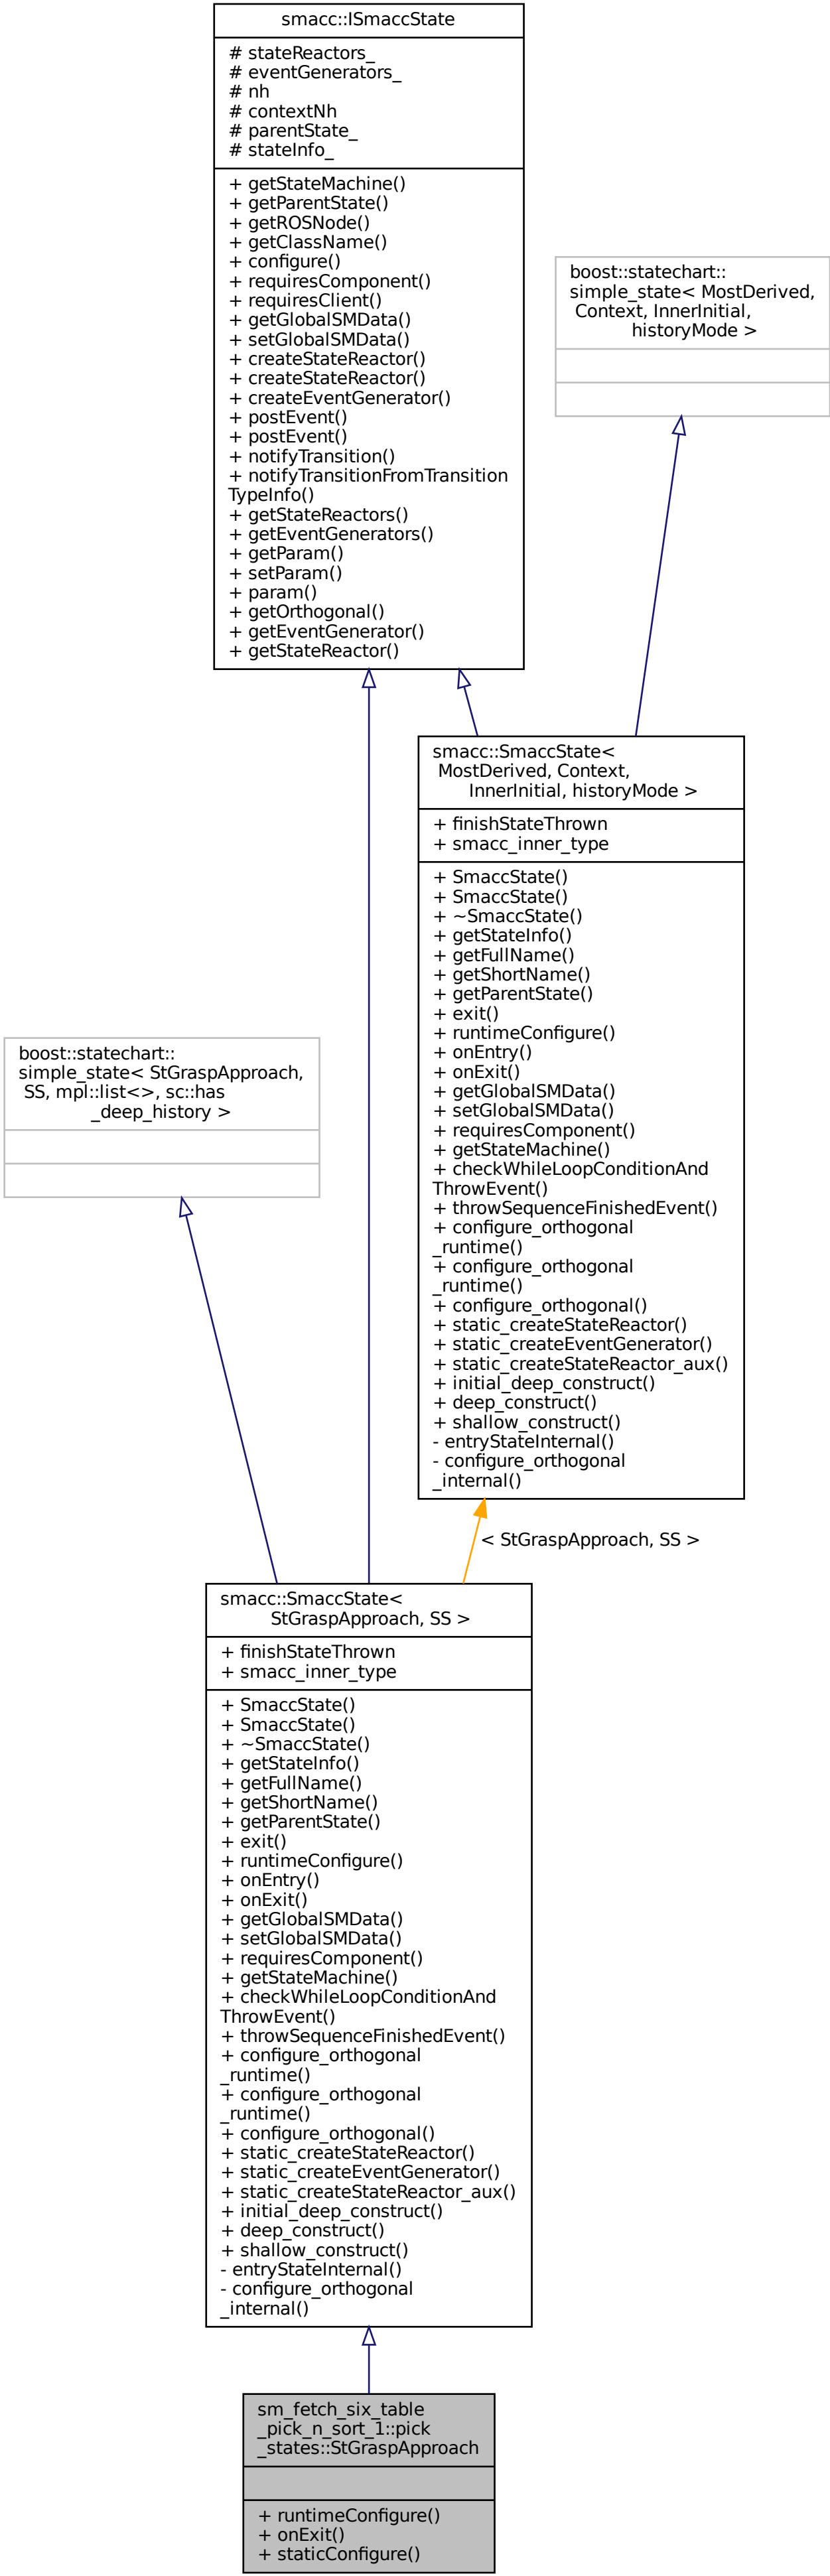 smacc::ISmaccState
# stateReactors_
# eventGenerators_
# nh
# contextNh
# parentState_
# stateInfo_
+ getStateMachine()
+ getParentState()
+ getROSNode()
+ getClassName()
+ configure()
+ requiresComponent()
+ requiresClient()
+ getGlobalSMData()
+ setGlobalSMData()
+ createStateReactor()
+ createStateReactor()
+ createEventGenerator()
+ postEvent()
+ postEvent()
+ notifyTransition()
+ notifyTransitionFromTransition
TypeInfo()
+ getStateReactors()
+ getEventGenerators()
+ getParam()
+ setParam()
+ param()
+ getOrthogonal()
+ getEventGenerator()
+ getStateReactor()
boost::statechart::
simple_state< MostDerived,
Context, InnerInitial,
historyMode >
smacc::SmaccState<
MostDerived, Context,
InnerInitial, historyMode >
+ finishStateThrown
+ smacc_inner_type
+ SmaccState()
+ SmaccState()
+ ~SmaccState()
+ getStateInfo()
+ getFullName()
+ getShortName()
+ getParentState()
+ exit()
+ runtimeConfigure()
+ onEntry()
+ onExit()
+ getGlobalSMData()
+ setGlobalSMData()
+ requiresComponent()
+ getStateMachine()
+ checkWhileLoopConditionAnd
ThrowEvent()
+ throwSequenceFinishedEvent()
+ configure_orthogonal
_runtime()
+ configure_orthogonal
_runtime()
+ configure_orthogonal()
+ static_createStateReactor()
+ static_createEventGenerator()
+ static_createStateReactor_aux()
+ initial_deep_construct()
+ deep_construct()
+ shallow_construct()
- entryStateInternal()
- configure_orthogonal
_internal()
boost::statechart::
simple_state< StGraspApproach,
SS, mpl::list<>, sc::has
_deep_history >
< StGraspApproach, SS >
smacc::SmaccState<
StGraspApproach, SS >
+ finishStateThrown
+ smacc_inner_type
+ SmaccState()
+ SmaccState()
+ ~SmaccState()
+ getStateInfo()
+ getFullName()
+ getShortName()
+ getParentState()
+ exit()
+ runtimeConfigure()
+ onEntry()
+ onExit()
+ getGlobalSMData()
+ setGlobalSMData()
+ requiresComponent()
+ getStateMachine()
+ checkWhileLoopConditionAnd
ThrowEvent()
+ throwSequenceFinishedEvent()
+ configure_orthogonal
_runtime()
+ configure_orthogonal
_runtime()
+ configure_orthogonal()
+ static_createStateReactor()
+ static_createEventGenerator()
+ static_createStateReactor_aux()
+ initial_deep_construct()
+ deep_construct()
+ shallow_construct()
- entryStateInternal()
- configure_orthogonal
_internal()
sm_fetch_six_table
_pick_n_sort_1::pick
_states::StGraspApproach
+ runtimeConfigure()
+ onExit()
+ staticConfigure()